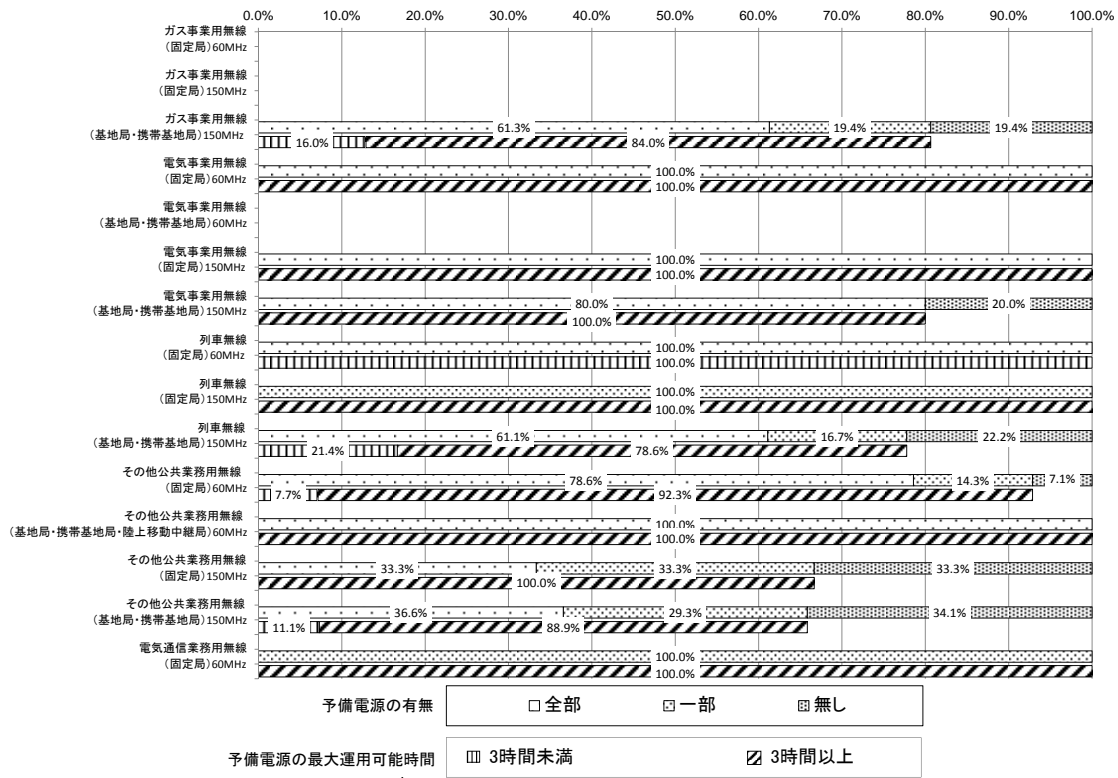 0.0% 10.0% 20.0% 30.0% 40.0% 50.0% 60.0% 70.0% 80.0% 90.0% 100.0%
ガス事業用無線
(固定局)60MHz
ガス事業用無線
(固定局)150MHz
ガス事業用無線
(基地局・携帯基地局)150MHz
61.3% 19.4% 19.4%
16.0% 84.0%
電気事業用無線
(固定局)60MHz
100.0%
100.0%
電気事業用無線
(基地局・携帯基地局)60MHz
電気事業用無線
(固定局)150MHz
100.0%
100.0%
電気事業用無線
(基地局・携帯基地局)150MHz
80.0% 20.0%
100.0%
列車無線
(固定局)60MHz
100.0%
100.0%
列車無線
(固定局)150MHz
100.0%
100.0%
列車無線
(基地局・携帯基地局)150MHz
61.1% 16.7% 22.2%
21.4% 78.6%
その他公共業務用無線
(固定局)60MHz
78.6% 14.3% 7.1%
7.7% 92.3%
その他公共業務用無線
(基地局・携帯基地局・陸上移動中継局)60MHz
100.0%
100.0%
その他公共業務用無線
(固定局)150MHz
33.3% 33.3% 33.3%
100.0%
その他公共業務用無線
(基地局・携帯基地局)150MHz
36.6% 29.3% 34.1%
11.1% 88.9%
電気通信業務用無線
(固定局)60MHz
100.0%
100.0%
予備電源の有無 全部 一部 無し
予備電源の最大運用可能時間 3時間未満 3時間以上